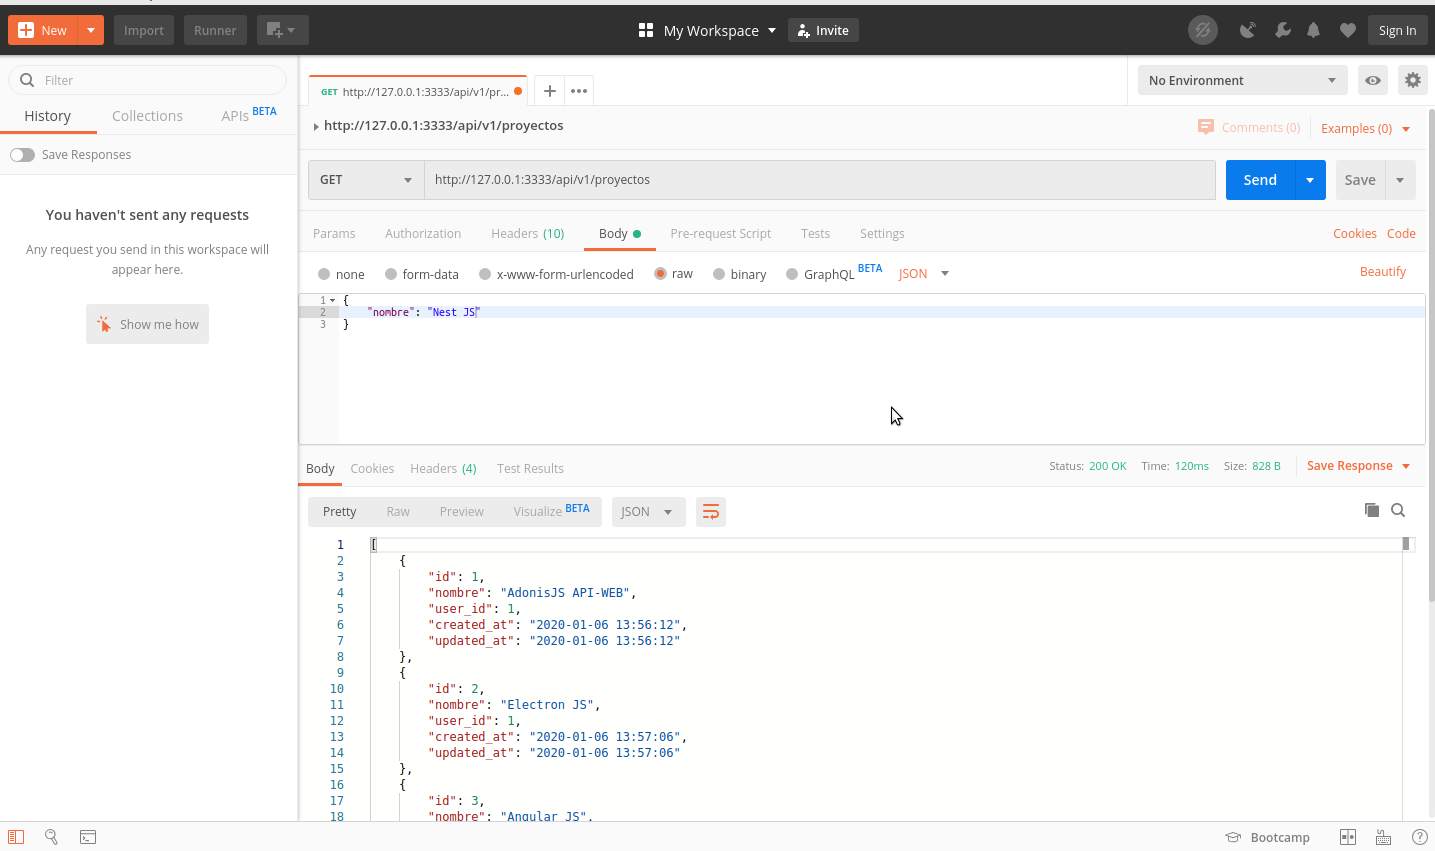 New Import Runner My Workspace Invite Sign In
Filter
History Collections APIs BETA
Save Responses
You haven't sent any requests
Any request you send in this workspace will
appear here.
Show me how
GET http://127.0.0.1:3333/api/v1/pr... No Environment
http://127.0.0.1:3333/api/v1/proyectos Comments (0) Examples (0)
GET http://127.0.0.1:3333/api/v1/proyectos Send Save
Params Authorization Headers (10) Body Pre-request Script Tests Settings Cookies Code
none form-data x-www-form-urlencoded raw binary GraphQL BETA JSON Beautify
1 {
2 "nombre": "Nest JS"
3 }
Body Cookies Headers (4) Test Results Status: 200 OK Time: 120ms Size: 828 B Save Response
Pretty Raw Preview Visualize BETA JSON
1 [
2 {
3 "id": 1,
4 "nombre": "AdonisJS API-WEB",
5 "user_id": 1,
6 "created_at": "2020-01-06 13:56:12",
7 "updated_at": "2020-01-06 13:56:12"
8 },
9 {
10 "id": 2,
11 "nombre": "Electron JS",
12 "user_id": 1,
13 "created_at": "2020-01-06 13:57:06",
14 "updated_at": "2020-01-06 13:57:06"
15 },
16 {
17 "id": 3,
18 "nombre": "Angular JS",
Bootcamp